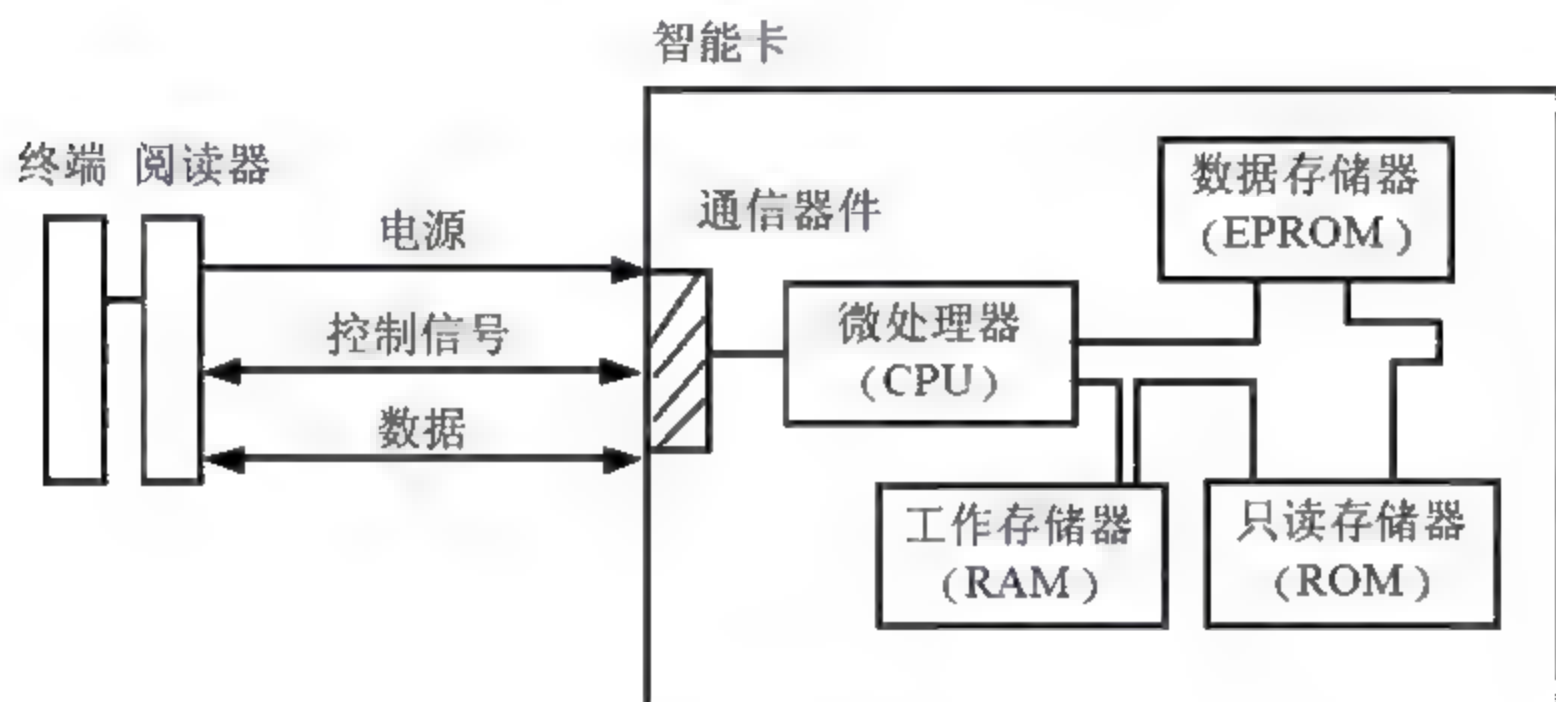 智能卡
终端 阅读器
电源
控制信号
数据
通信器件
微处理器
(CPU)
数据存储器
(EPROM)
工作存储器
(RAM)
只读存储器
(ROM)